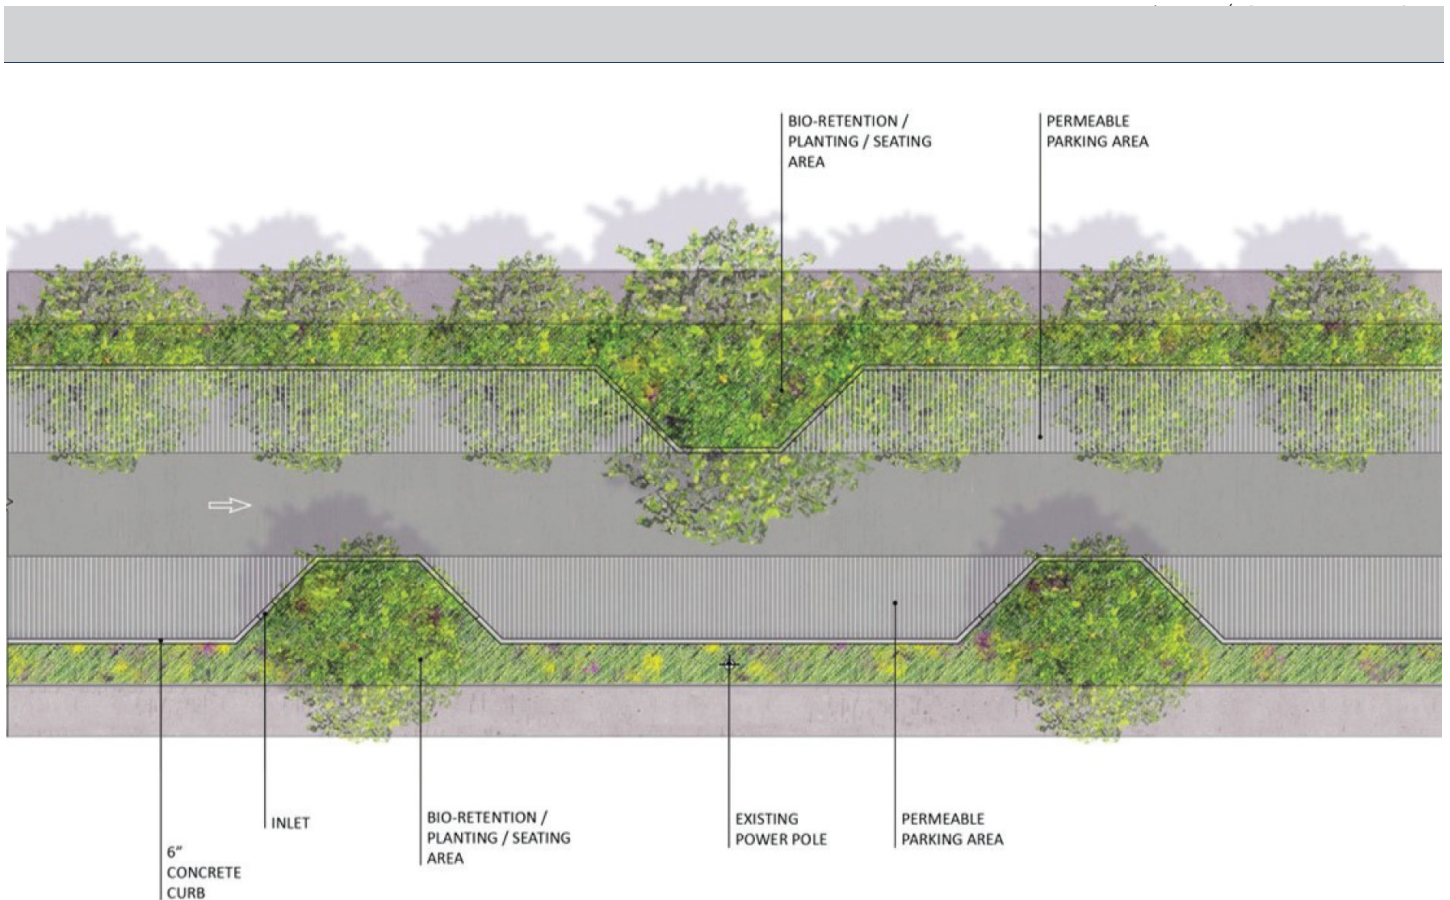 BIO-RETENTION /
PLANTING / SEATING
AREA
PERMEABLE
PARKING AREA
INLET
6”
CONCRETE
CURB
BIO-RETENTION /
PLANTING / SEATING
AREA
EXISTING
POWER POLE
PERMEABLE
PARKING AREA